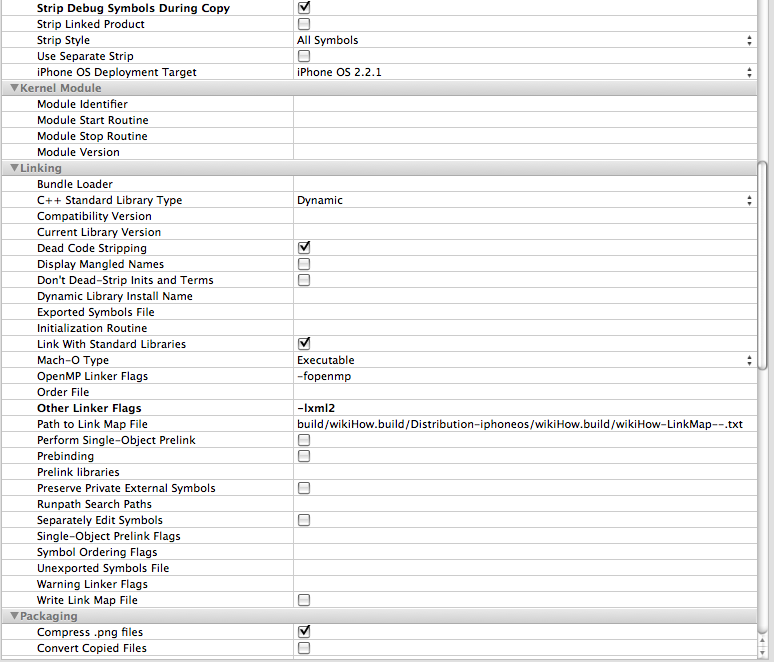 Strip Debug Symbols During Copy
Strip Linked Product
Strip Style All Symbols
Use Separate Strip
iPhone OS Deployment Target iPhone OS 2.2.1
Kernel Module
Module Identifier
Module Start Routine
Module Stop Routine
Module Version
Linking
Bundle Loader
C++ Standard Library Type Dynamic
Compatibility Version
Current Library Version
Dead Code Stripping
Display Mangled Names
Don't Dead-Strip Inits and Terms
Dynamic Library Install Name
Exported Symbols File
Initialization Routine
Link With Standard Libraries
Mach-O Type Executable
OpenMP Linker Flags -fopenmp
Order File
Other Linker Flags -lxml2
Path to Link Map File build/wikiHow.build/Distribution-iphoneos/wikiHow.build/wikiHow-LinkMap--.txt
Perform Single-Object Prelink
Prebinding
Prelink libraries
Preserve Private External Symbols
Runpath Search Paths
Separately Edit Symbols
Single-Object Prelink Flags
Symbol Ordering Flags
Unexported Symbols File
Warning Linker Flags
Write Link Map File
Packaging
Compress .png files
Convert Copied Files